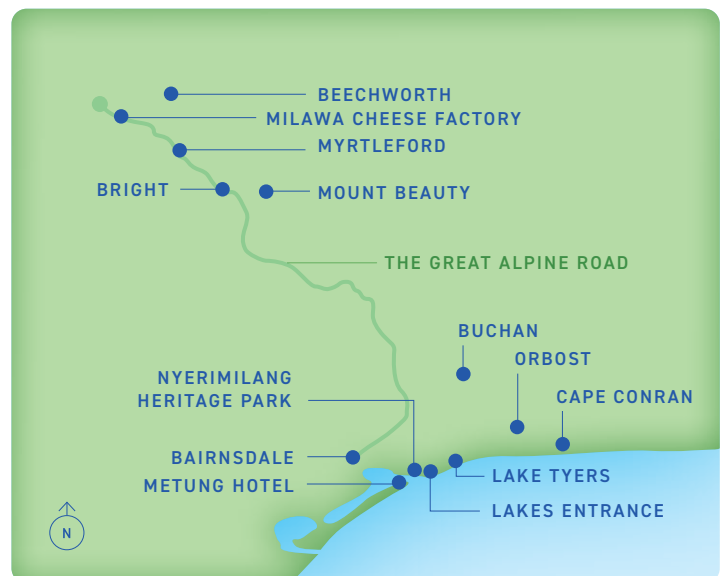 BEECHWORTH
MILAWA CHEESE FACTORY
MYRTLEFORD
BRIGHT
MOUNT BEAUTY
THE GREAT ALPINE ROAD
BUCHAN
ORBOST
NYERIMILANG
HERITAGE PARK
CAPE CONRAN
BAIRNSDALE
METUNG HOTEL
LAKE TYERS
LAKES ENTRANCE
N